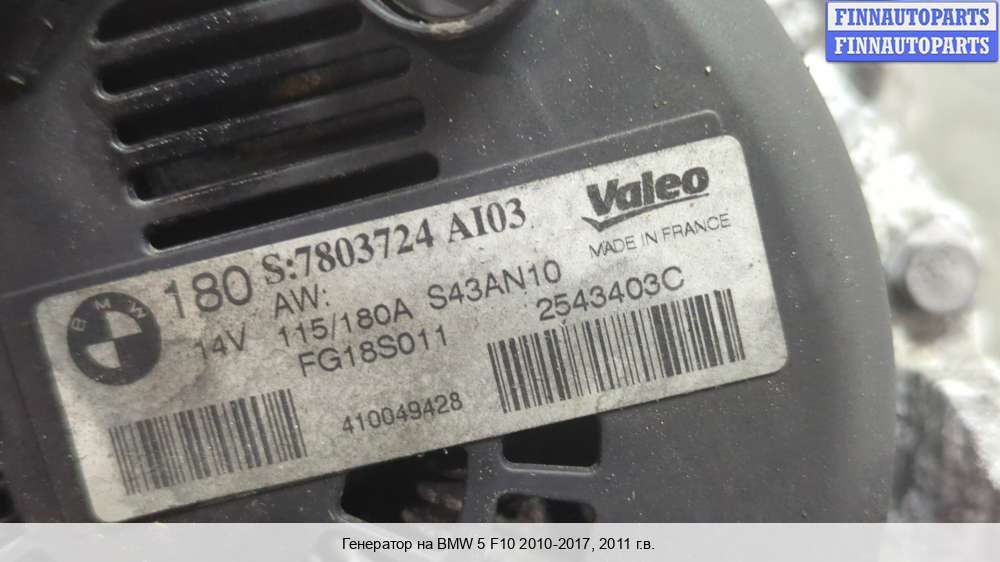 FINNAUTOPARTS
FINNAUTOPARTS
Valeo
MADE IN FRANCE
BMW
180 S:7803724 AI03
AW:
14V 115/180A S43AN10
FG18S011 2543403C
410049428
Генератор на BMW 5 F10 2010-2017, 2011 г.в.